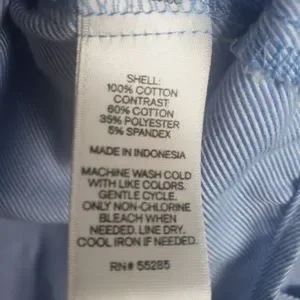 SHELL:
100% COTTON
CONTRAST:
60% COTTON
35% POLYESTER
5% SPANDEX
MADE IN INDONESIA
MACHINE WASH COLD
WITH LIKE COLORS.
GENTLE CYCLE.
ONLY NON-CHLORINE
BLEACH WHEN
NEEDED. LINE DRY.
COOL IRON IF NEEDED.
RN# 55285